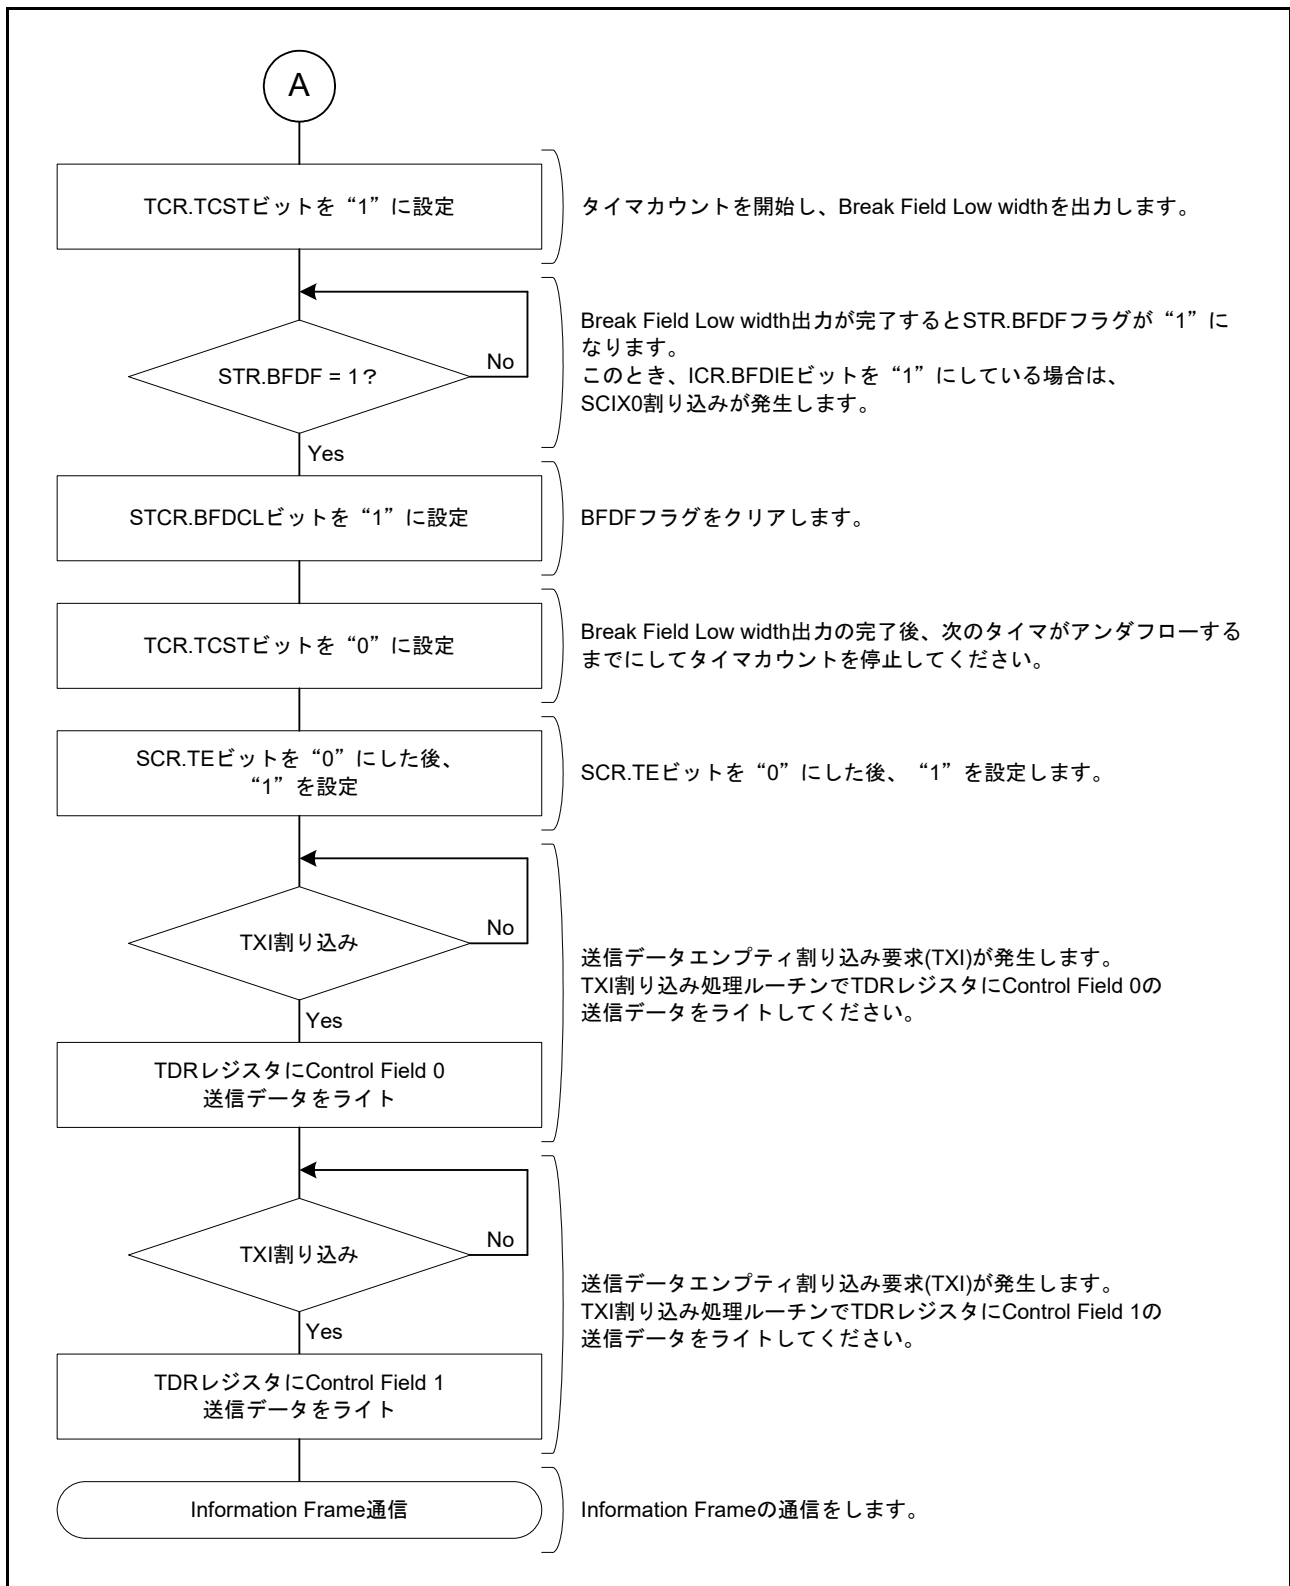 A
TCR.TCSTビットを“1”に設定
タイマカウントを開始し、Break Field Low widthを出力します。
STR.BFDF = 1？
No
Yes
Break Field Low width出力が完了するとSTR.BFDFフラグが“1”に
なります。
このとき、ICR.BFDIEビットを“1”にしている場合は、
SCIX0割り込みが発生します。
STCR.BFDCLビットを“1”に設定
BFDFフラグをクリアします。
TCR.TCSTビットを“0”に設定
Break Field Low width出力の完了後、次のタイマがアンダフローする
までにしてタイマカウントを停止してください。
SCR.TEビットを“0”にした後、
“1”を設定
SCR.TEビットを“0”にした後、“1”を設定します。
TXI割り込み
No
Yes
TDRレジスタにControl Field 0
送信データをライト
送信データエンプティ割り込み要求(TXI)が発生します。
TXI割り込み処理ルーチンでTDRレジスタにControl Field 0の
送信データをライトしてください。
TXI割り込み
No
Yes
TDRレジスタにControl Field 1
送信データをライト
送信データエンプティ割り込み要求(TXI)が発生します。
TXI割り込み処理ルーチンでTDRレジスタにControl Field 1の
送信データをライトしてください。
Information Frame通信
Information Frameの通信をします。